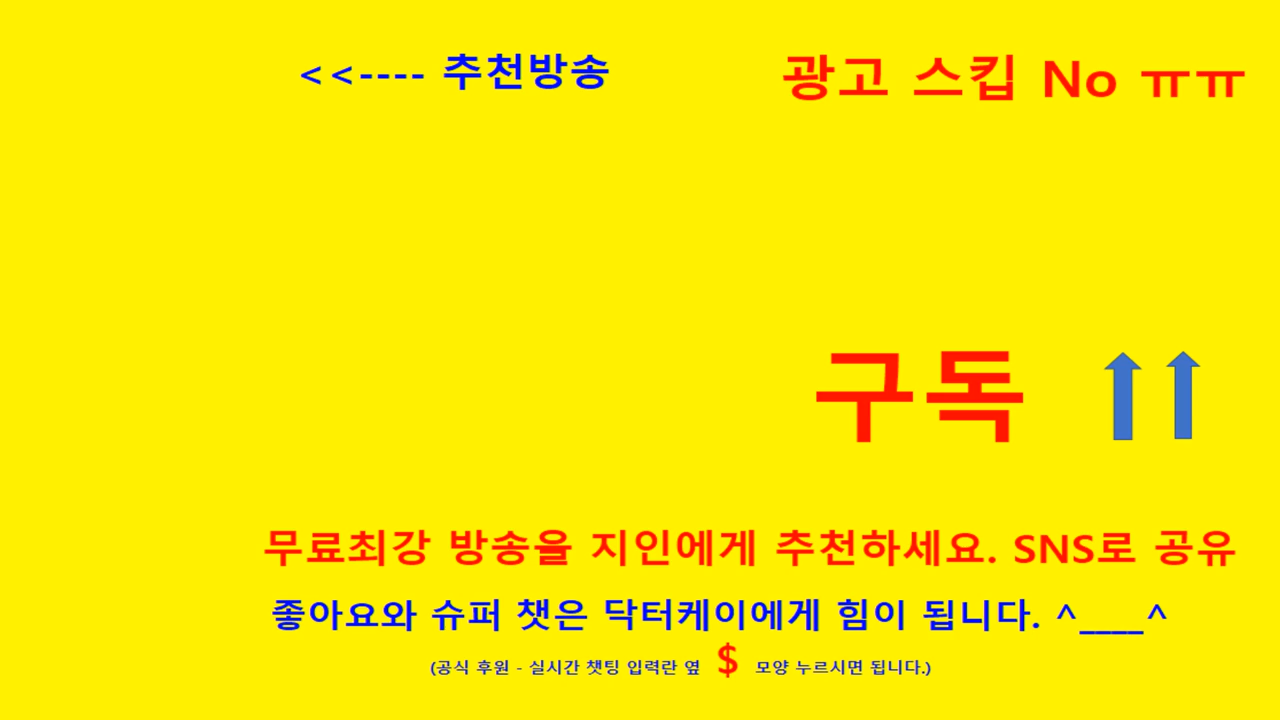 <<---- 추천방송
광고 스킵 No ㅠㅠ
구독
무료최강 방송을 지인에게 추천하세요. SNS로 공유
좋아요와 슈퍼 챗은 닥터케이에게 힘이 됩니다. ^____^
(공식 후원 - 실시간 챗팅 입력란 옆 $ 모양 누르시면 됩니다.)